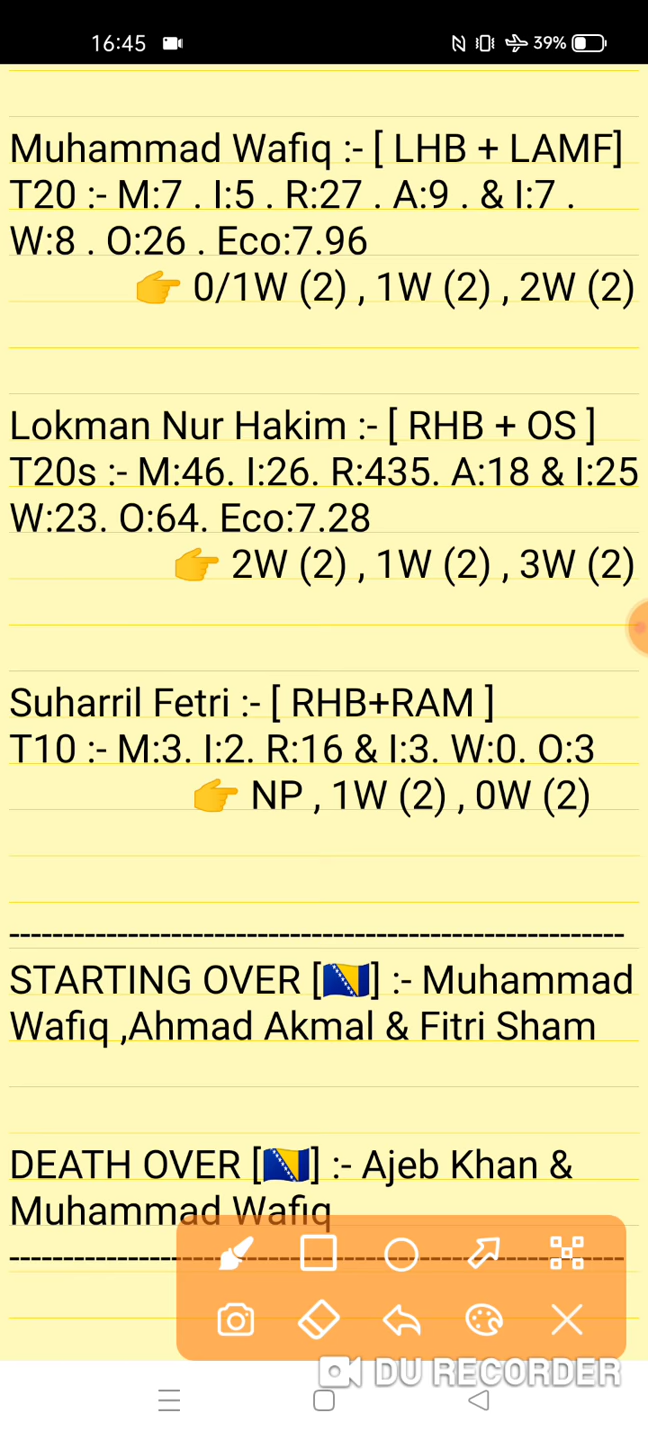 16:45 39%
Muhammad Wafiq :- [ LHB + LAMF]
T20 :- M:7 . I:5 . R:27 . A:9 . & I:7 .
W:8 . O:26 . Eco:7.96
👉 0/1W (2) , 1W (2) , 2W (2)
Lokman Nur Hakim :- [ RHB + OS ]
T20s :- M:46. I:26. R:435. A:18 & I:25
W:23. O:64. Eco:7.28
👉 2W (2) , 1W (2) , 3W (2)
Suharril Fetri :- [ RHB+RAM ]
T10 :- M:3. I:2. R:16 & I:3. W:0. O:3
👉 NP , 1W (2) , 0W (2)
---------------------------------------------------------
STARTING OVER [🇧🇦] :- Muhammad
Wafiq ,Ahmad Akmal & Fitri Sham
DEATH OVER [🇧🇦] :- Ajeb Khan &
Muhammad Wafiq
---------------------------------------------------------
DU RECORDER